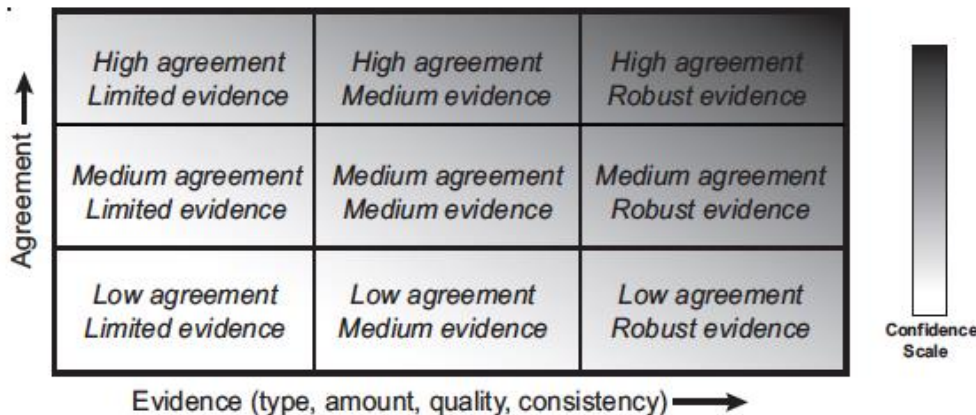 High agreement
Limited evidence
High agreement
Medium evidence
High agreement
Robust evidence
Medium agreement
Limited evidence
Medium agreement
Medium evidence
Medium agreement
Robust evidence
Low agreement
Limited evidence
Low agreement
Medium evidence
Low agreement
Robust evidence
Agreement
Evidence (type, amount, quality, consistency)
Confidence
Scale